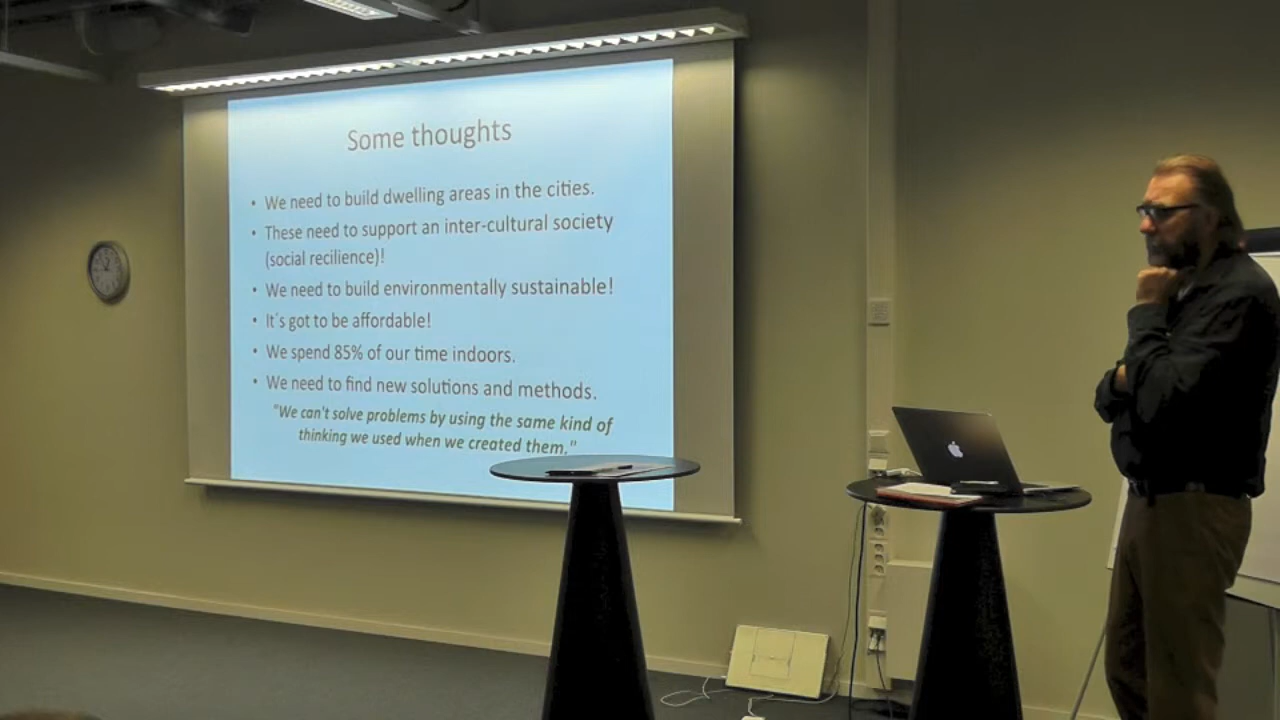 Some thoughts
• We need to build dwelling areas in the cities.
• These need to support an inter-cultural society
(social recilience)!
• We need to build environmentally sustainable!
• It´s got to be affordable!
• We spend 85% of our time indoors.
• We need to find new solutions and methods.
"We can't solve problems by using the same kind of
thinking we used when we created them."